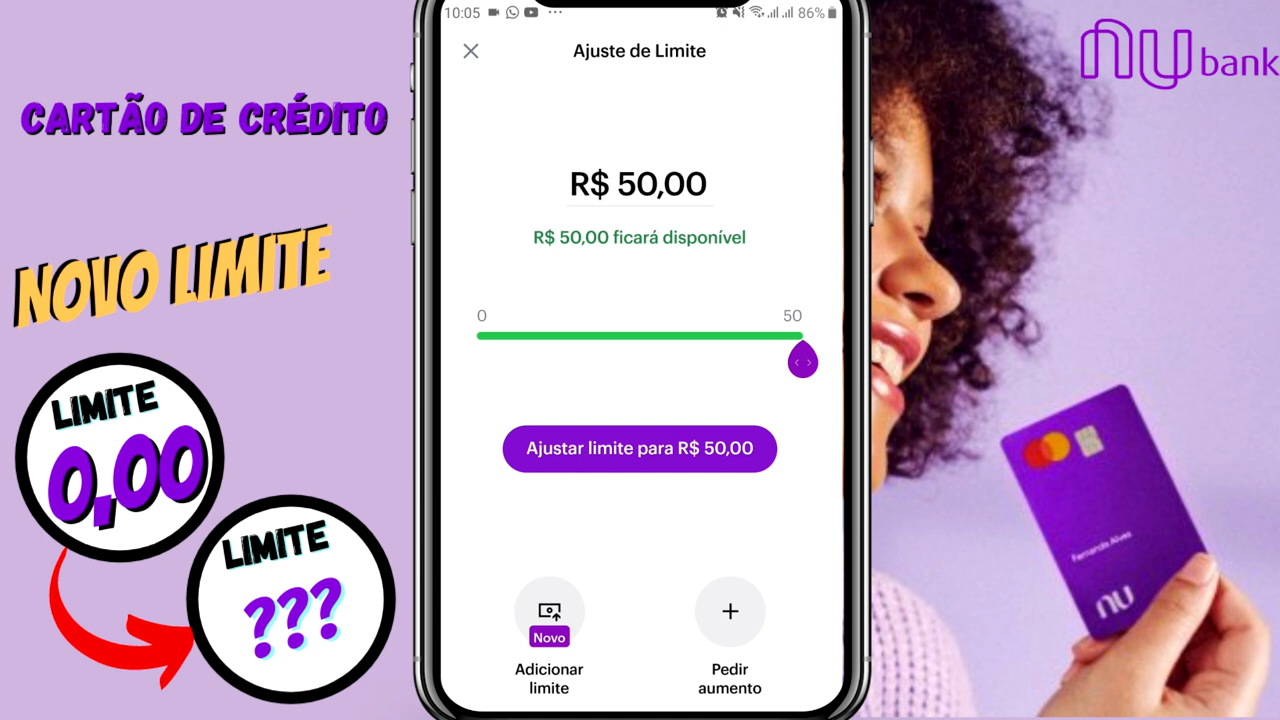 CARTÃO DE CRÉDITO
NOVO LIMITE
LIMITE
0,00
LIMITE
???
10:05
86%
Ajuste de Limite
R$ 50,00
R$ 50,00 ficará disponível
0
50
Ajustar limite para R$ 50,00
Novo
Adicionar
limite
Pedir
aumento
nu bank
Fernanda Alves
nu